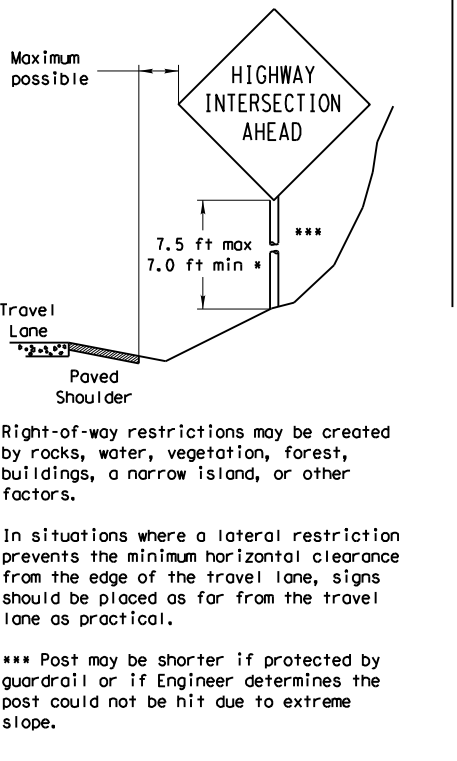 Maximum
possible
HIGHWAY
INTERSECTION
AHEAD
***
7.5 ft max
7.0 ft min *
Travel
Lane
Paved
Shoulder
Right-of-way restrictions may be created
by rocks, water, vegetation, forest,
buildings, a narrow island, or other
factors.
In situations where a lateral restriction
prevents the minimum horizontal clearance
from the edge of the travel lane, signs
should be placed as far from the travel
lane as practical.
*** Post may be shorter if protected by
guardrail or if Engineer determines the
post could not be hit due to extreme
slope.